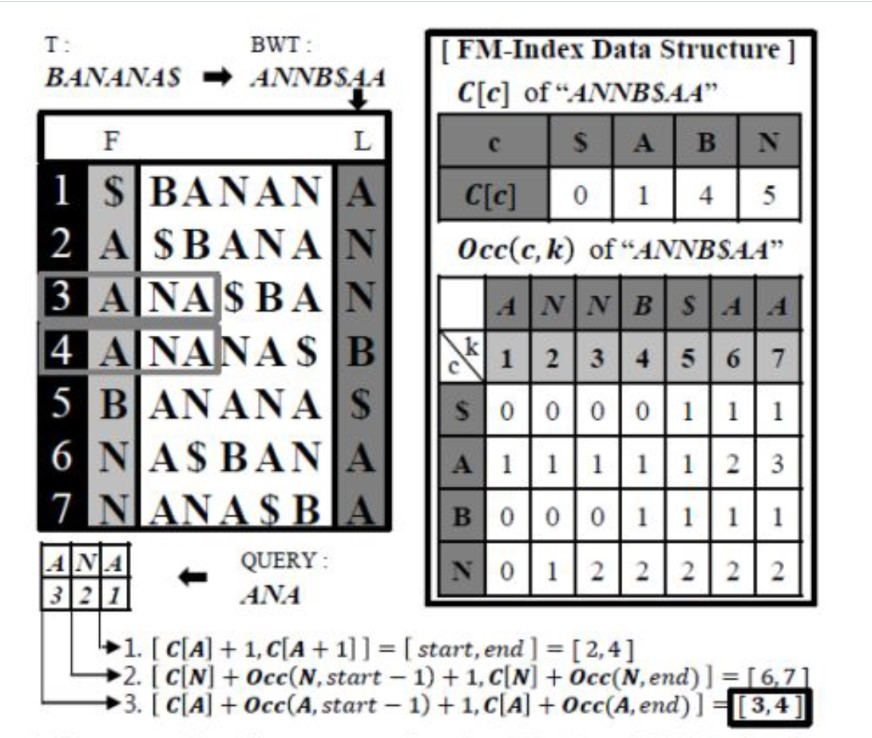 T :
BANANA$ ➡ ANNB$AA
BWT :
F L
1 $ BANAN A
2 A $BANA N
3 A NA$BA N
4 A NANA$ B
5 B ANANA $
6 N A$BAN A
7 N ANA$B A
A N A
3 2 1
⬅ QUERY :
ANA
[ FM-Index Data Structure ]
C[c] of "ANNB$AA"
c $ A B N
C[c] 0 1 4 5
Occ(c, k) of "ANNB$AA"
A N N B $ A A
c\k 1 2 3 4 5 6 7
$ 0 0 0 0 1 1 1
A 1 1 1 1 1 2 3
B 0 0 0 1 1 1 1
N 0 1 2 2 2 2 2
1. [ C[A] + 1, C[A + 1] ] = [ start, end ] = [ 2, 4 ]
2. [ C[N] + Occ(N, start − 1) + 1, C[N] + Occ(N, end) ] = [ 6, 7 ]
3. [ C[A] + Occ(A, start − 1) + 1, C[A] + Occ(A, end) ] = [ 3, 4 ]